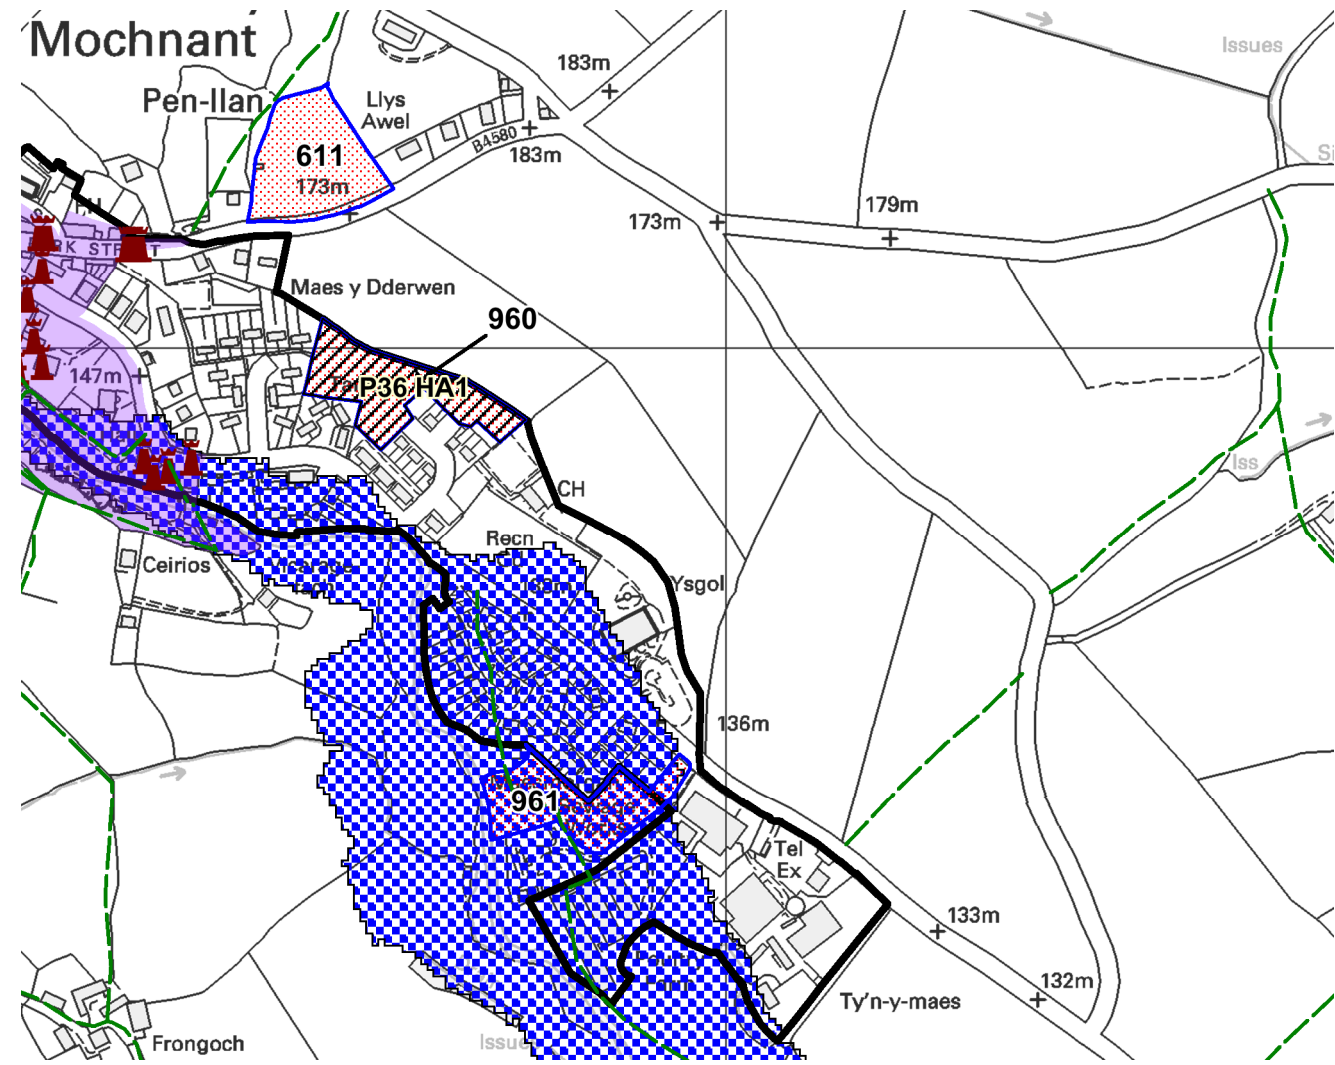 Mochnant
Issues
183m
Pen-llan
Llys
Awel
B4580
183m
611
173m
179m
173m
Maes y Dderwen
960
147m
P36 HA1
Iss
CH
Recn
Ceirios
Ysgol
136m
961
Tel
Ex
133m
132m
Ty'n-y-maes
Frongoch